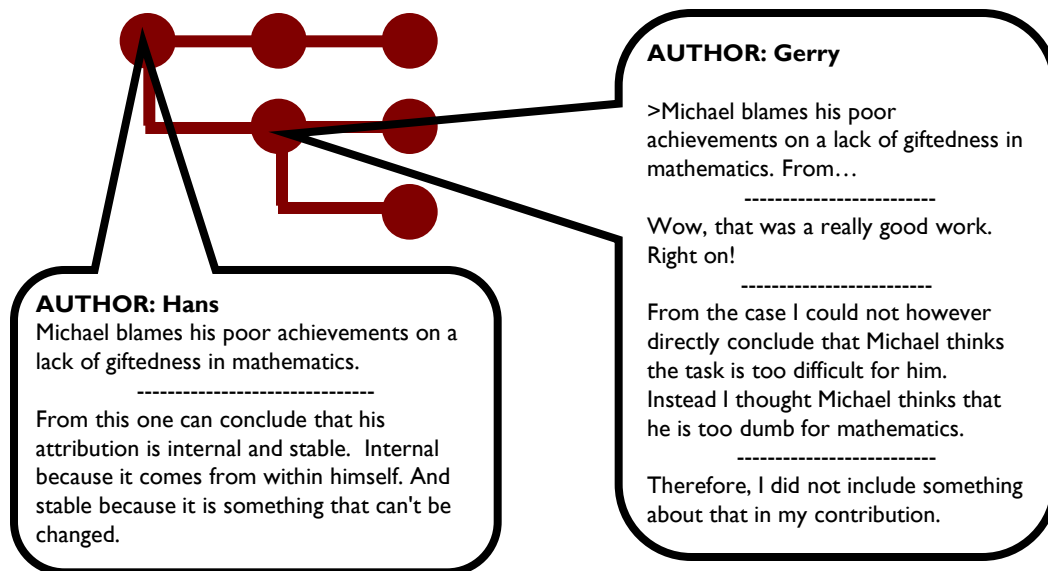 AUTHOR: Hans
Michael blames his poor achievements on a
lack of giftedness in mathematics.
-------------------------------
From this one can conclude that his
attribution is internal and stable.  Internal
because it comes from within himself. And
stable because it is something that can't be
changed.
AUTHOR: Gerry
>Michael blames his poor
achievements on a lack of giftedness in
mathematics. From…
-------------------------
Wow, that was a really good work.
Right on!
-------------------------
From the case I could not however
directly conclude that Michael thinks
the task is too difficult for him.
Instead I thought Michael thinks that
he is too dumb for mathematics.
--------------------------
Therefore, I did not include something
about that in my contribution.